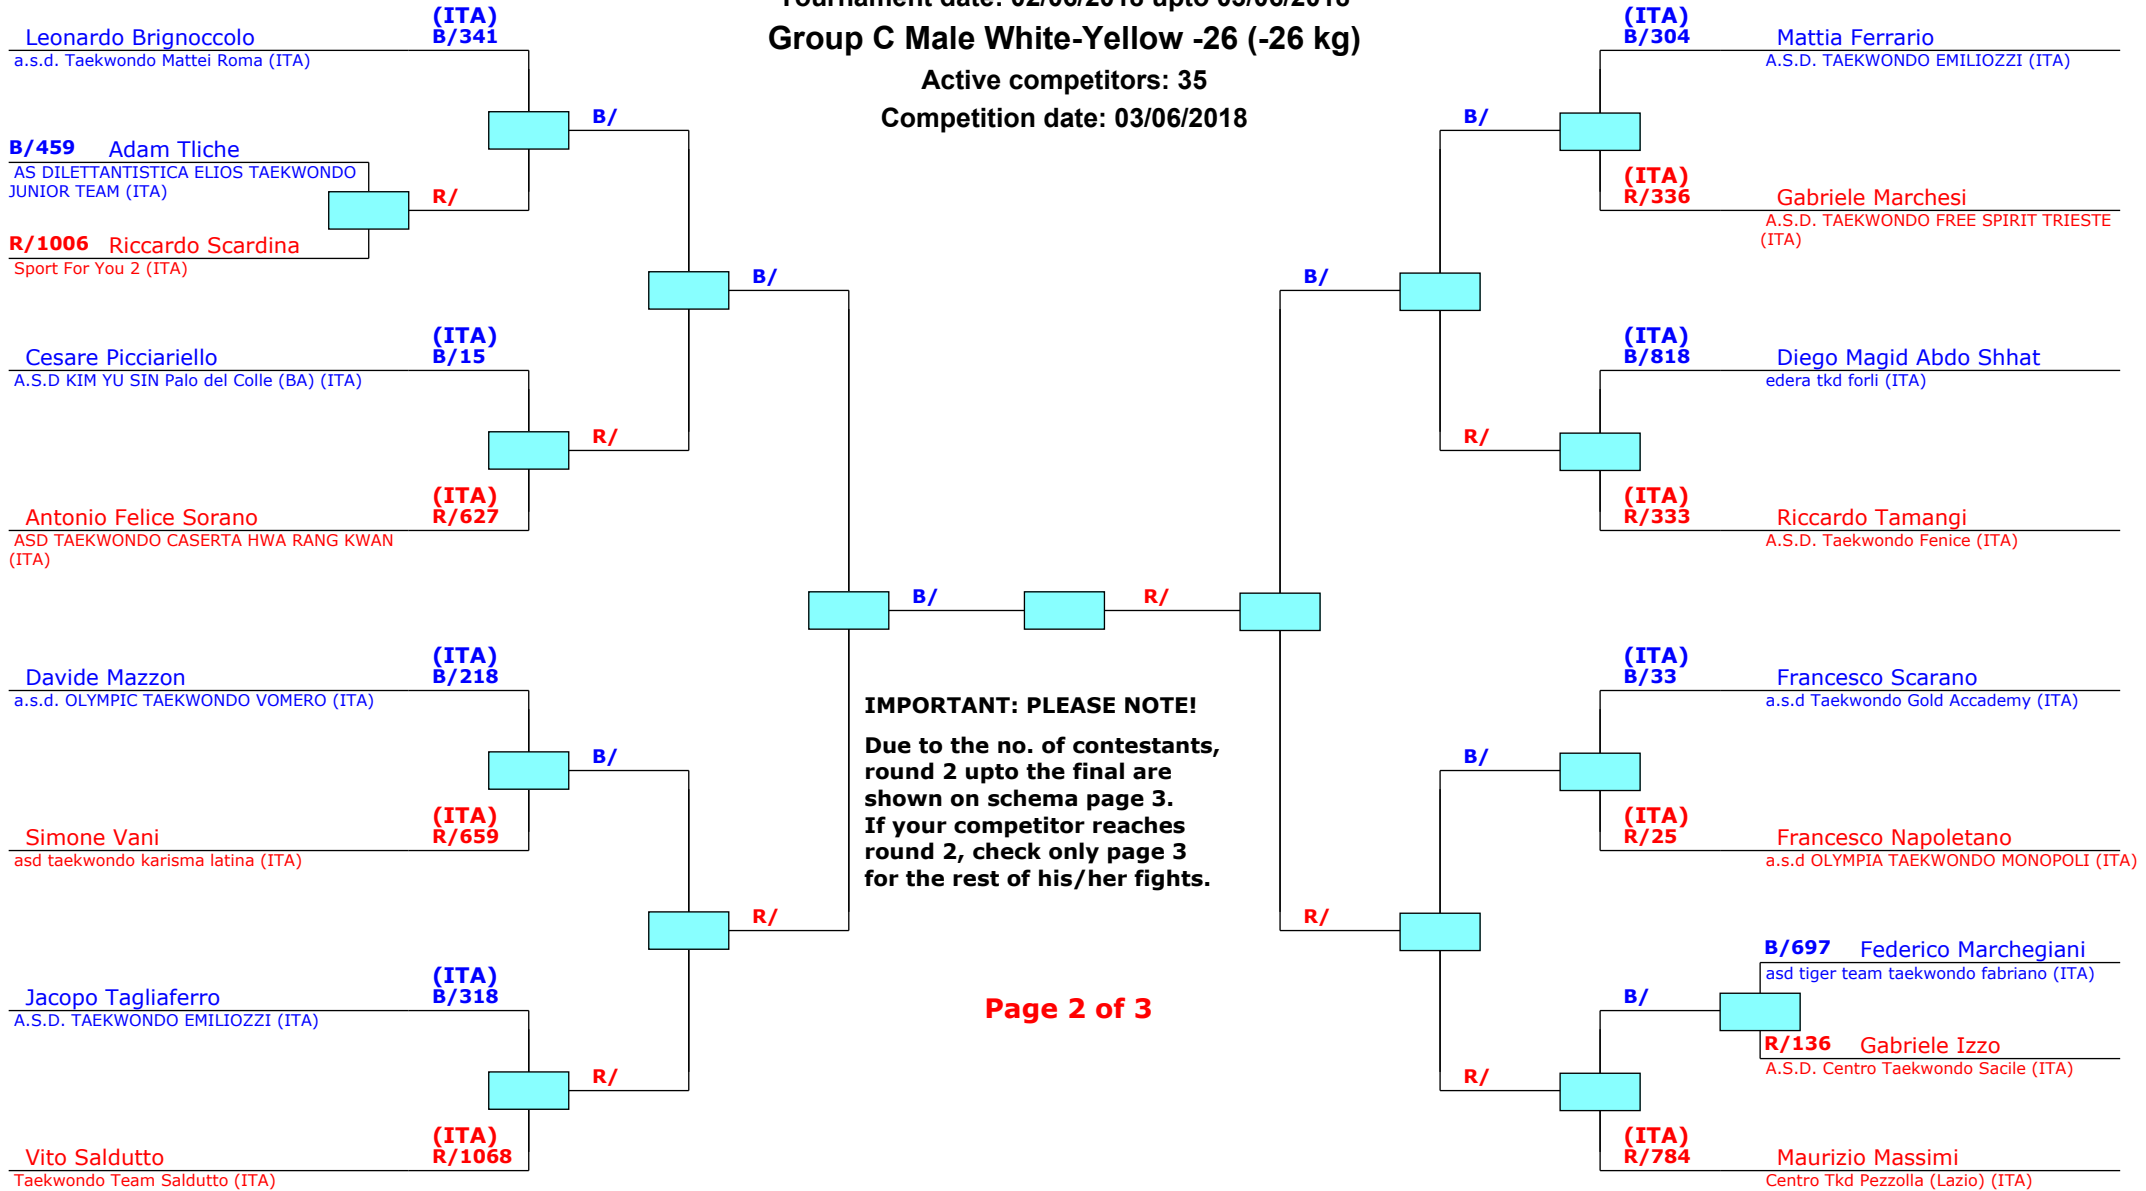 Tournament date: 02/06/2018 upto 03/06/2018
Group C Male White-Yellow -26 (-26 kg)
Active competitors: 35
Competition date: 03/06/2018
(ITA)
Leonardo Brignoccolo B/341
a.s.d. Taekwondo Mattei Roma (ITA)
B/
B/459 Adam Tliche
AS DILETTANTISTICA ELIOS TAEKWONDO
JUNIOR TEAM (ITA)
R/
R/1006 Riccardo Scardina
Sport For You 2 (ITA)
B/
(ITA)
Cesare Picciariello B/15
A.S.D KIM YU SIN Palo del Colle (BA) (ITA)
R/
(ITA)
Antonio Felice Sorano R/627
ASD TAEKWONDO CASERTA HWA RANG KWAN
(ITA)
B/
(ITA)
Davide Mazzon B/218
a.s.d. OLYMPIC TAEKWONDO VOMERO (ITA)
B/
(ITA)
Simone Vani R/659
asd taekwondo karisma latina (ITA)
R/
(ITA)
Jacopo Tagliaferro B/318
A.S.D. TAEKWONDO EMILIOZZI (ITA)
R/
(ITA)
Vito Saldutto R/1068
Taekwondo Team Saldutto (ITA)
IMPORTANT: PLEASE NOTE!
Due to the no. of contestants,
round 2 upto the final are
shown on schema page 3.
If your competitor reaches
round 2, check only page 3
for the rest of his/her fights.
Page 2 of 3
(ITA)
B/304 Mattia Ferrario
A.S.D. TAEKWONDO EMILIOZZI (ITA)
B/
(ITA)
R/336 Gabriele Marchesi
A.S.D. TAEKWONDO FREE SPIRIT TRIESTE
(ITA)
B/
(ITA)
B/818 Diego Magid Abdo Shhat
edera tkd forli (ITA)
R/
(ITA)
R/333 Riccardo Tamangi
A.S.D. Taekwondo Fenice (ITA)
R/
(ITA)
B/33 Francesco Scarano
a.s.d Taekwondo Gold Accademy (ITA)
B/
(ITA)
R/25 Francesco Napoletano
a.s.d OLYMPIA TAEKWONDO MONOPOLI (ITA)
R/
B/697 Federico Marchegiani
asd tiger team taekwondo fabriano (ITA)
B/
R/136 Gabriele Izzo
A.S.D. Centro Taekwondo Sacile (ITA)
R/
(ITA)
R/784 Maurizio Massimi
Centro Tkd Pezzolla (Lazio) (ITA)